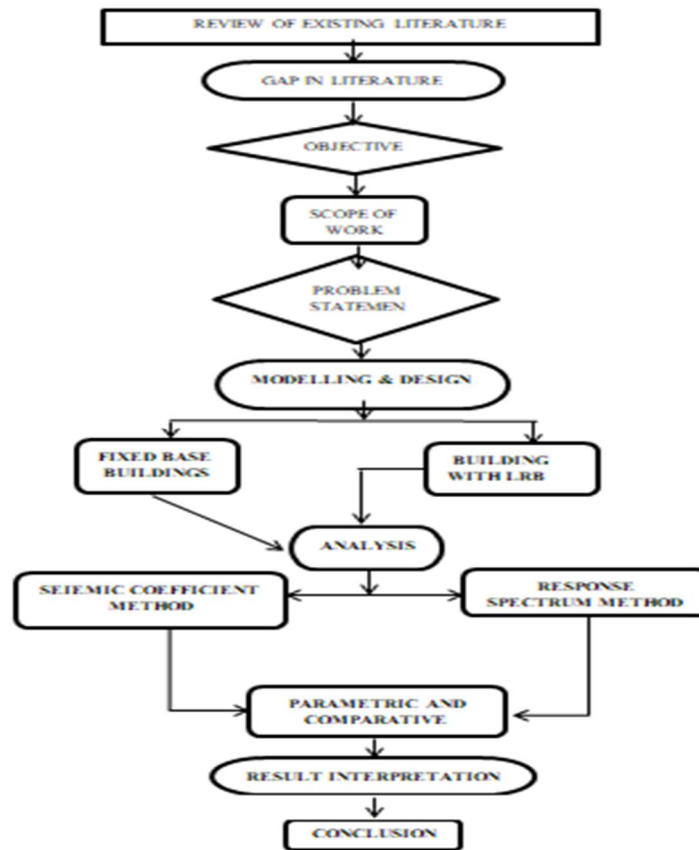 REVIEW OF EXISTING LITERATURE
GAP IN LITERATURE
OBJECTIVE
SCOPE OF
WORK
PROBLEM
STATEMEN
MODELLING & DESIGN
FIXED BASE
BUILDINGS
BUILDING
WITH LRB
ANALYSIS
SEIEMIC COEFFICIENT
METHOD
RESPONSE
SPECTRUM METHOD
PARAMETRIC AND
COMPARATIVE
RESULT INTERPRETATION
CONCLUSION